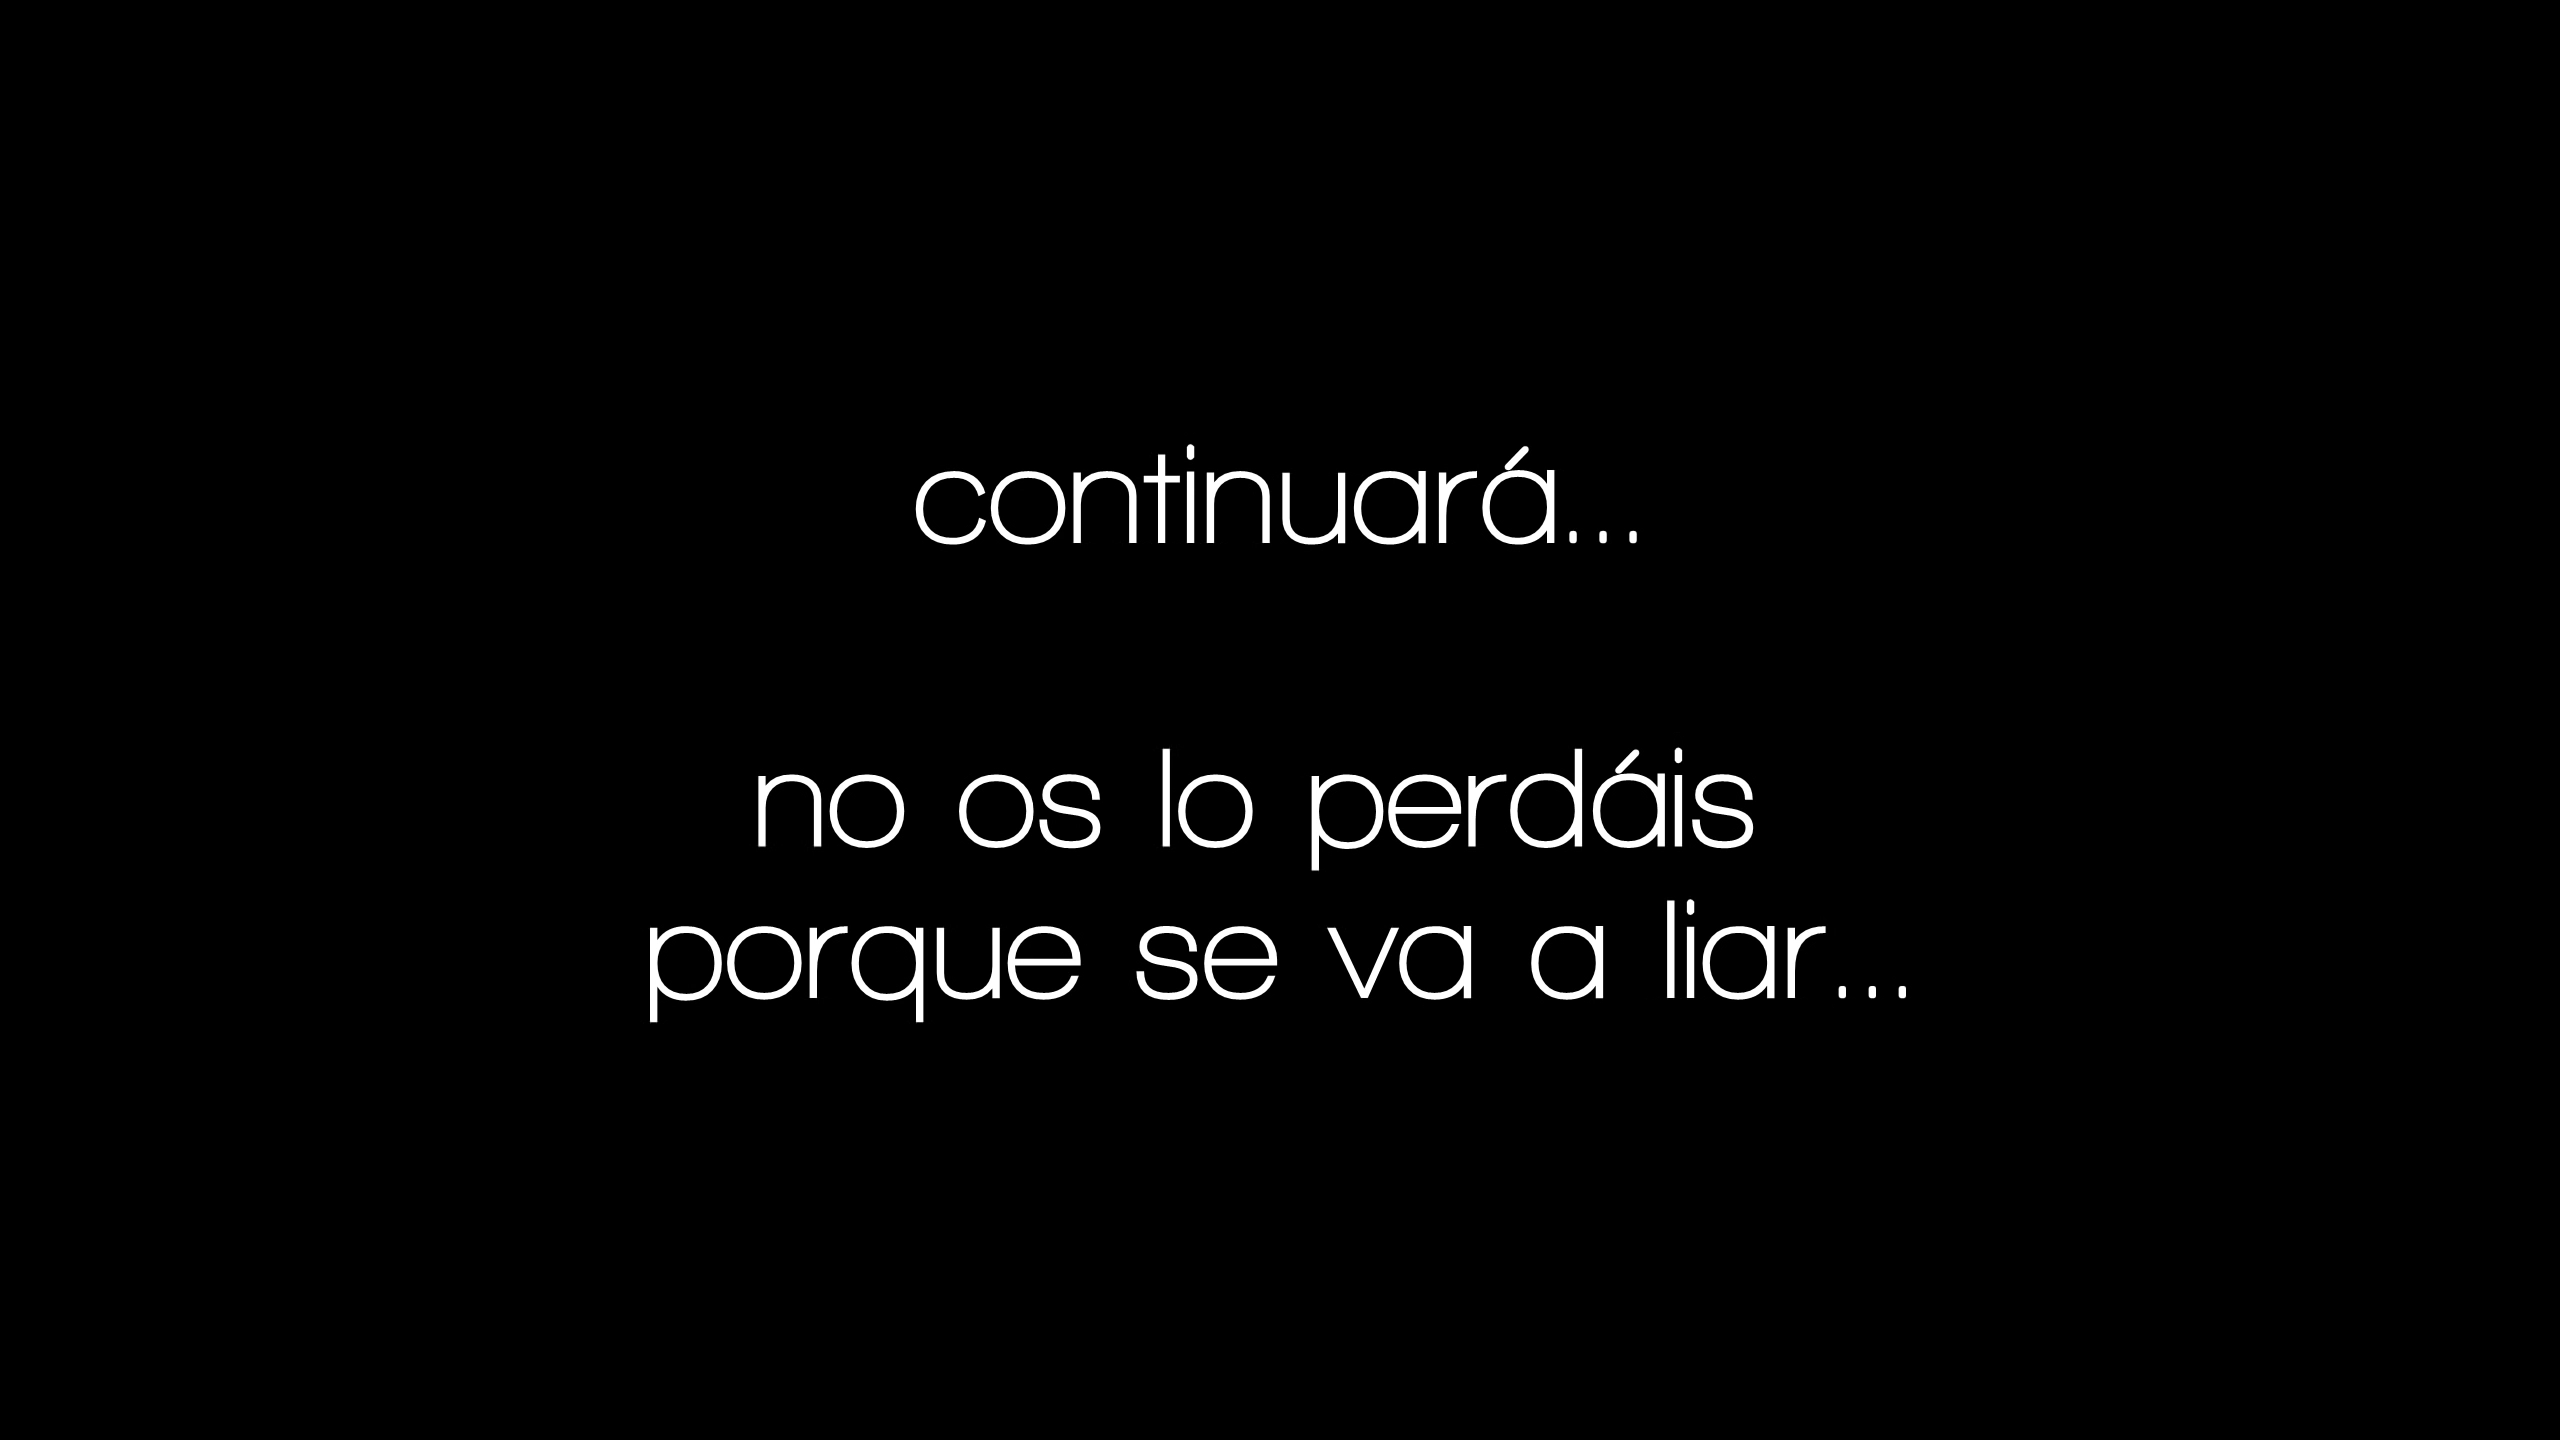 continuará...
no os lo perdáis
porque se va a liar...